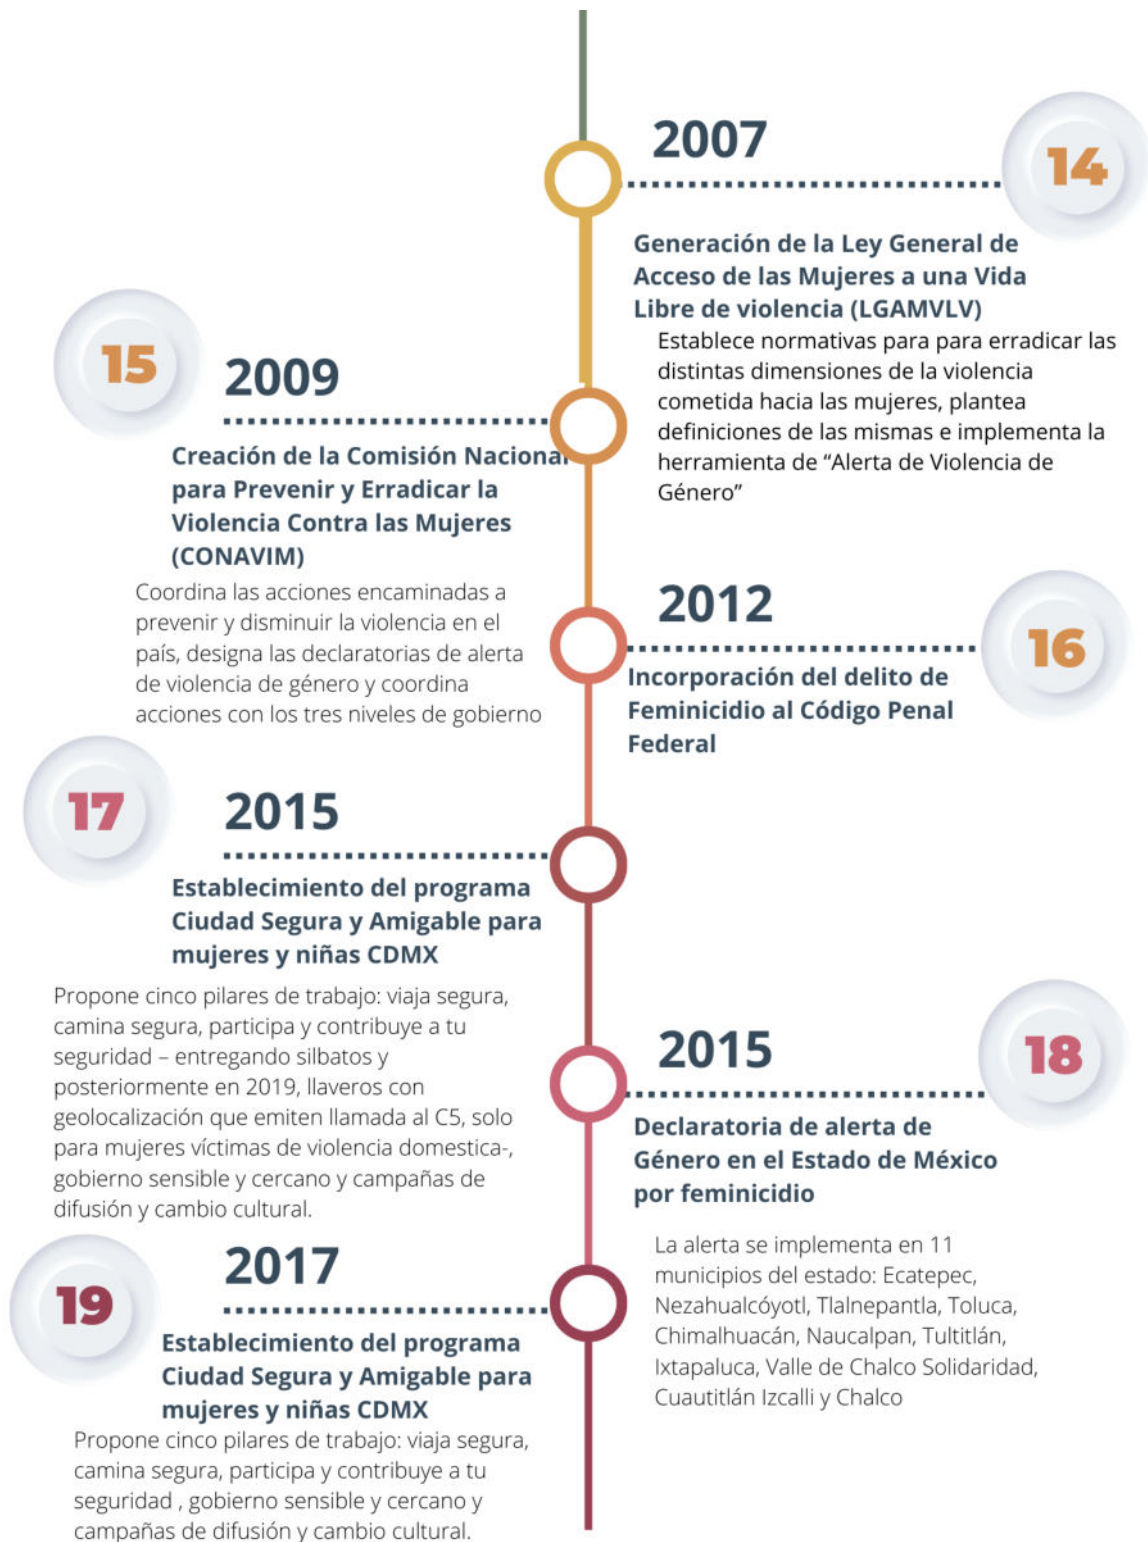 2007
14
Generación de la Ley General de
Acceso de las Mujeres a una Vida
Libre de violencia (LGAMVLV)
Establece normativas para para erradicar las
distintas dimensiones de la violencia
cometida hacia las mujeres, plantea
definiciones de las mismas e implementa la
herramienta de “Alerta de Violencia de
Género”
15
2009
Creación de la Comisión Nacional
para Prevenir y Erradicar la
Violencia Contra las Mujeres
(CONAVIM)
Coordina las acciones encaminadas a
prevenir y disminuir la violencia en el
país, designa las declaratorias de alerta
de violencia de género y coordina
acciones con los tres niveles de gobierno
2012
16
Incorporación del delito de
Feminicidio al Código Penal
Federal
17
2015
Establecimiento del programa
Ciudad Segura y Amigable para
mujeres y niñas CDMX
Propone cinco pilares de trabajo: viaja segura,
camina segura, participa y contribuye a tu
seguridad – entregando silbatos y
posteriormente en 2019, llaveros con
geolocalización que emiten llamada al C5, solo
para mujeres víctimas de violencia domestica-,
gobierno sensible y cercano y campañas de
difusión y cambio cultural.
2015
18
Declaratoria de alerta de
Género en el Estado de México
por feminicidio
La alerta se implementa en 11
municipios del estado: Ecatepec,
Nezahualcóyotl, Tlalnepantla, Toluca,
Chimalhuacán, Naucalpan, Tultitlán,
Ixtapaluca, Valle de Chalco Solidaridad,
Cuautitlán Izcalli y Chalco
19
2017
Establecimiento del programa
Ciudad Segura y Amigable para
mujeres y niñas CDMX
Propone cinco pilares de trabajo: viaja segura,
camina segura, participa y contribuye a tu
seguridad , gobierno sensible y cercano y
campañas de difusión y cambio cultural.